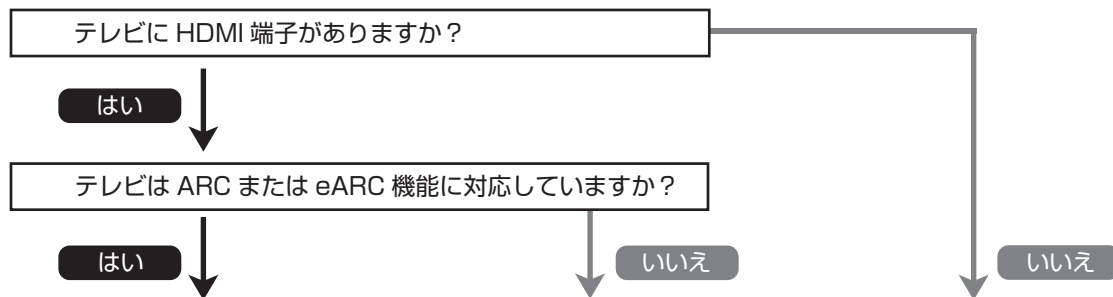 テレビに HDMI 端子がありますか？
はい
テレビは ARC または eARC 機能に対応していますか？
はい
いいえ
いいえ